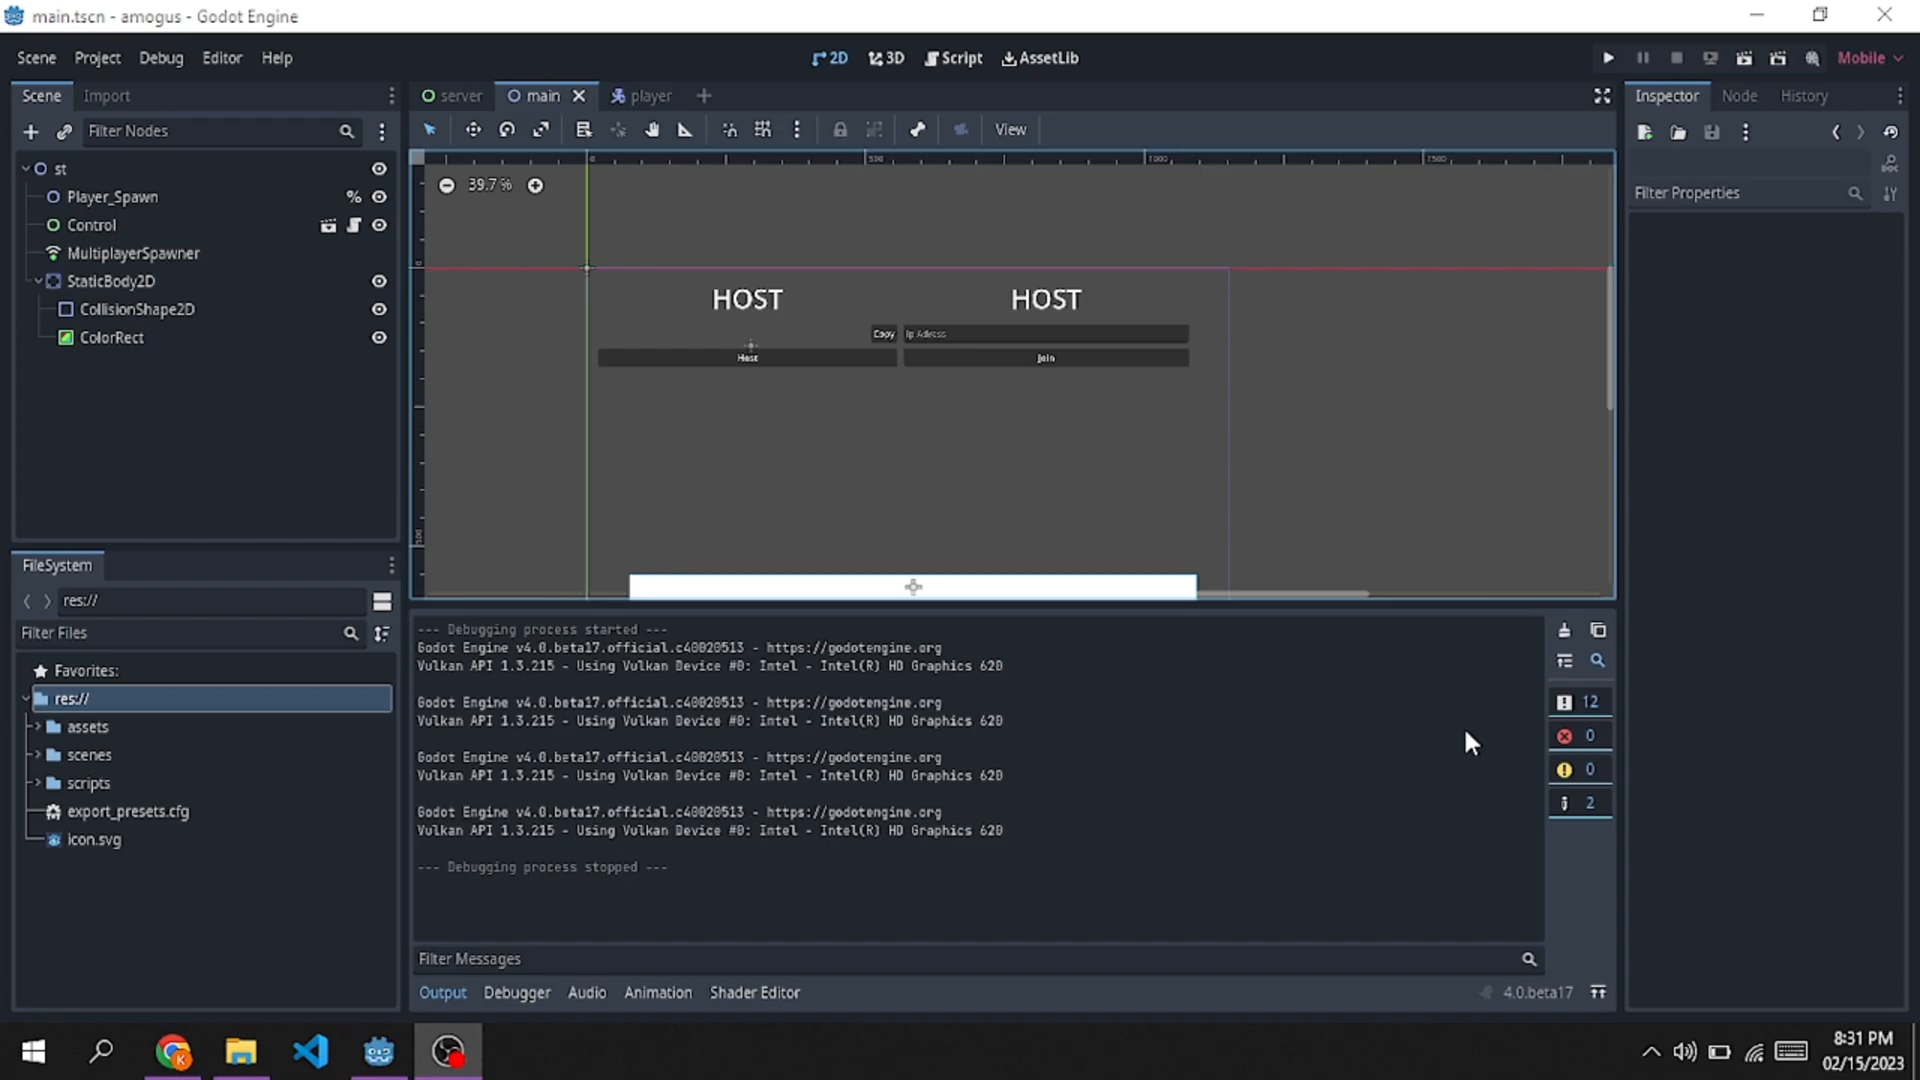 main.tscn - amogus - Godot Engine
Scene Project Debug Editor Help
2D 3D Script AssetLib
Mobile
Scene Import
server main player
Inspector Node History
Filter Nodes
View
39.7 %
0 500 1000 1500
Filter Properties
st
Player_Spawn
Control
MultiplayerSpawner
StaticBody2D
CollisionShape2D
ColorRect
HOST HOST
Copy Ip Adress
Host Join
0
500
FileSystem
res://
Filter Files
Favorites:
res://
assets
scenes
scripts
export_presets.cfg
icon.svg
--- Debugging process started ---
Godot Engine v4.0.beta17.official.c40020513 - https://godotengine.org
Vulkan API 1.3.215 - Using Vulkan Device #0: Intel - Intel(R) HD Graphics 620
Godot Engine v4.0.beta17.official.c40020513 - https://godotengine.org
Vulkan API 1.3.215 - Using Vulkan Device #0: Intel - Intel(R) HD Graphics 620
Godot Engine v4.0.beta17.official.c40020513 - https://godotengine.org
Vulkan API 1.3.215 - Using Vulkan Device #0: Intel - Intel(R) HD Graphics 620
Godot Engine v4.0.beta17.official.c40020513 - https://godotengine.org
Vulkan API 1.3.215 - Using Vulkan Device #0: Intel - Intel(R) HD Graphics 620
--- Debugging process stopped ---
12
0
0
2
Filter Messages
Output Debugger Audio Animation Shader Editor
4.0.beta17
8:31 PM
02/15/2023